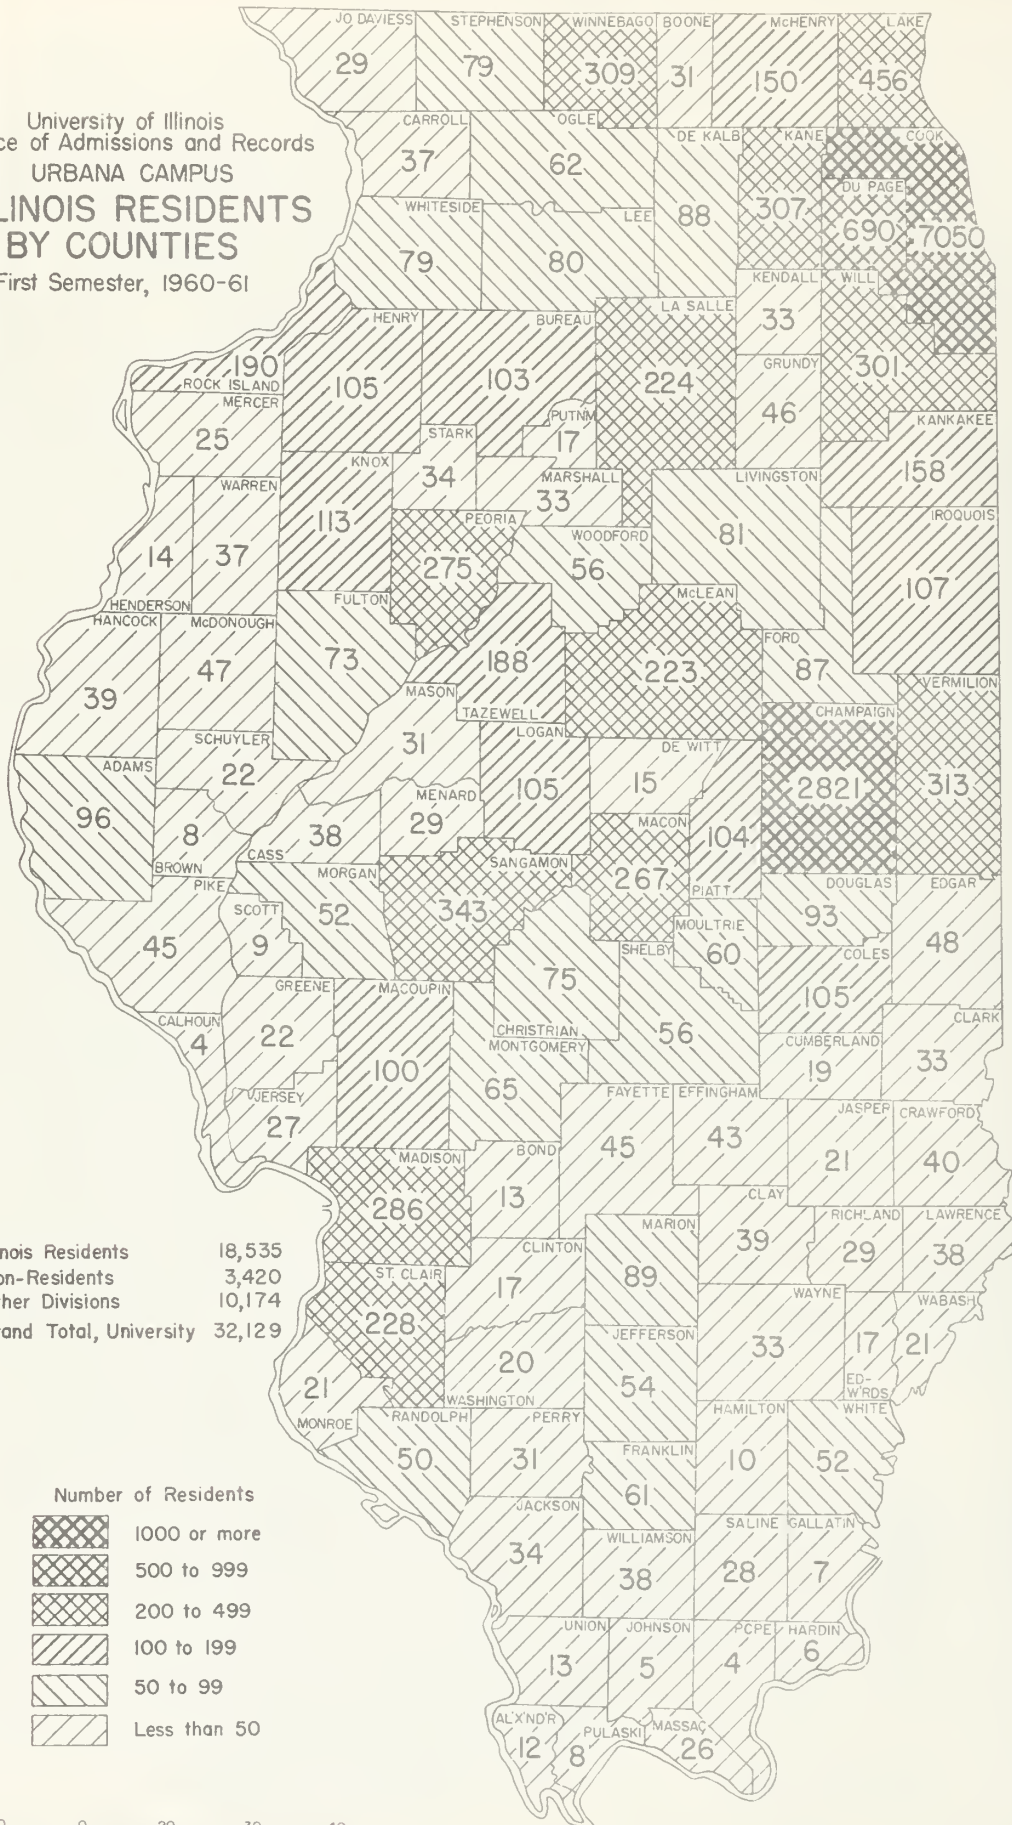 University of Illinois
ce of Admissions and Records
URBANA CAMPUS
LINOIS RESIDENTS
BY COUNTIES
First Semester, 1960-61
JO DAVIESS 29
STEPHENSON 79
WINNEBAGO 309
BOONE 31
McHENRY 150
LAKE 456
CARROLL 37
OGLE 62
DE KALB 88
KANE 307
COOK 7050
DU PAGE 690
WHITESIDE 79
LEE 80
KENDALL 33
WILL 301
LA SALLE 224
HENRY 105
BUREAU 103
GRUNDY 46
190 ROCK ISLAND
MERCER 25
PUTNM 17
STARK 34
KANKAKEE 158
KNOX 113
MARSHALL 33
LIVINGSTON 81
WARREN 37
14 HENDERSON
PEORIA 275
WOODFORD 56
IROQUOIS 107
FULTON 73
McLEAN 223
HANCOCK 39
McDONOUGH 47
188 TAZEWELL
FORD 87
VERMILION 313
MASON 31
CHAMPAIGN 2821
SCHUYLER 22
LOGAN 105
DE WITT 15
ADAMS 96
8 BROWN
38 CASS
MENARD 29
MACON 267
104 PIATT
PIKE 45
SCOTT 9
MORGAN 52
SANGAMON 343
DOUGLAS 93
EDGAR 48
MOULTRIE 60
75 CHRISTRIAN
SHELBY 56
COLES 105
GREENE 22
MACOUPIN 100
CALHOUN 4
MONTGOMERY 65
CUMBERLAND 19
CLARK 33
JERSEY 27
FAYETTE 45
EFFINGHAM 43
JASPER 21
CRAWFORD 40
MADISON 286
BOND 13
CLAY 39
RICHLAND 29
LAWRENCE 38
nois Residents 18,535
on-Residents 3,420
her Divisions 10,174
and Total, University 32,129
CLINTON 17
MARION 89
ST. CLAIR 228
WAYNE 33
17 ED-
W'RDS
WABASH 21
20 WASHINGTON
JEFFERSON 54
21 MONROE
RANDOLPH 50
PERRY 31
HAMILTON 10
WHITE 52
FRANKLIN 61
JACKSON 34
WILLIAMSON 38
SALINE 28
GALLATIN 7
UNION 13
JOHNSON 5
PCPE 4
HARDIN 6
AL'X'ND'R 12
PULASKI 8
MASSAC 26
Number of Residents
1000 or more
500 to 999
200 to 499
100 to 199
50 to 99
Less than 50